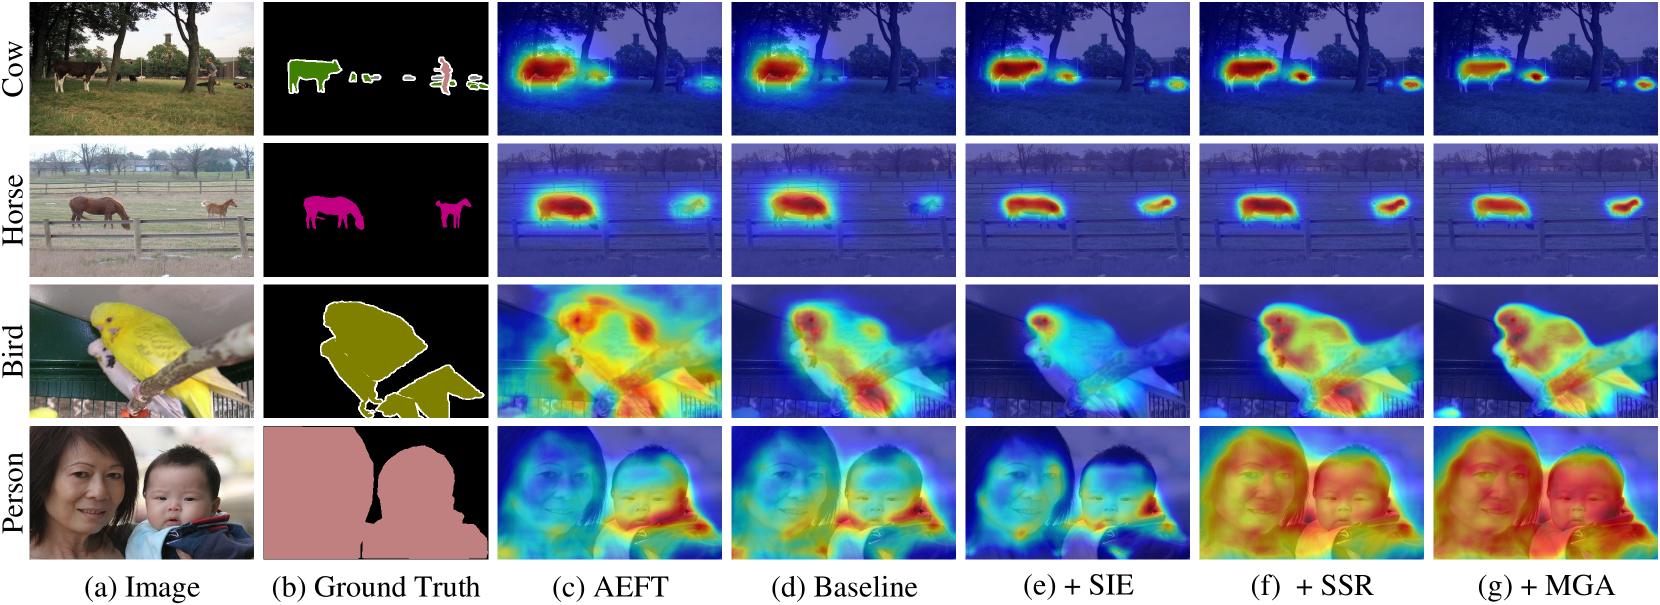 Cow
Horse
Bird
Person
(a) Image
(b) Ground Truth
(c) AEFT
(d) Baseline
(e) + SIE
(f) + SSR
(g) + MGA